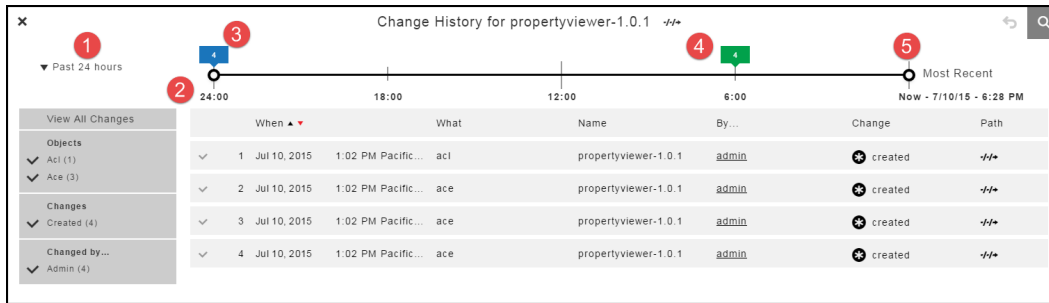 Change History for propertyviewer-1.0.1
1
3
4
4
4
5
▼ Past 24 hours
Most Recent
2
24:00 18:00 12:00 6:00 Now - 7/10/15 - 6:28 PM
View All Changes
Objects
Acl (1)
Ace (3)
Changes
Created (4)
Changed by...
Admin (4)
When ▲ ▼ What Name By... Change Path
1 Jul 10, 2015 1:02 PM Pacific... acl propertyviewer-1.0.1 admin created
2 Jul 10, 2015 1:02 PM Pacific... ace propertyviewer-1.0.1 admin created
3 Jul 10, 2015 1:02 PM Pacific... ace propertyviewer-1.0.1 admin created
4 Jul 10, 2015 1:02 PM Pacific... ace propertyviewer-1.0.1 admin created